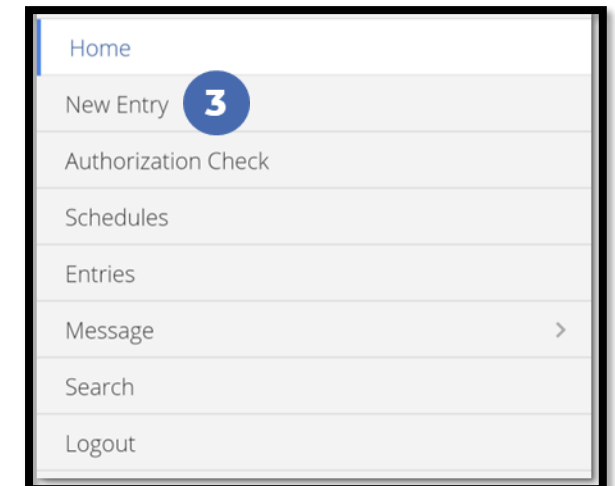 Home
New Entry 3
Authorization Check
Schedules
Entries
Message
Search
Logout